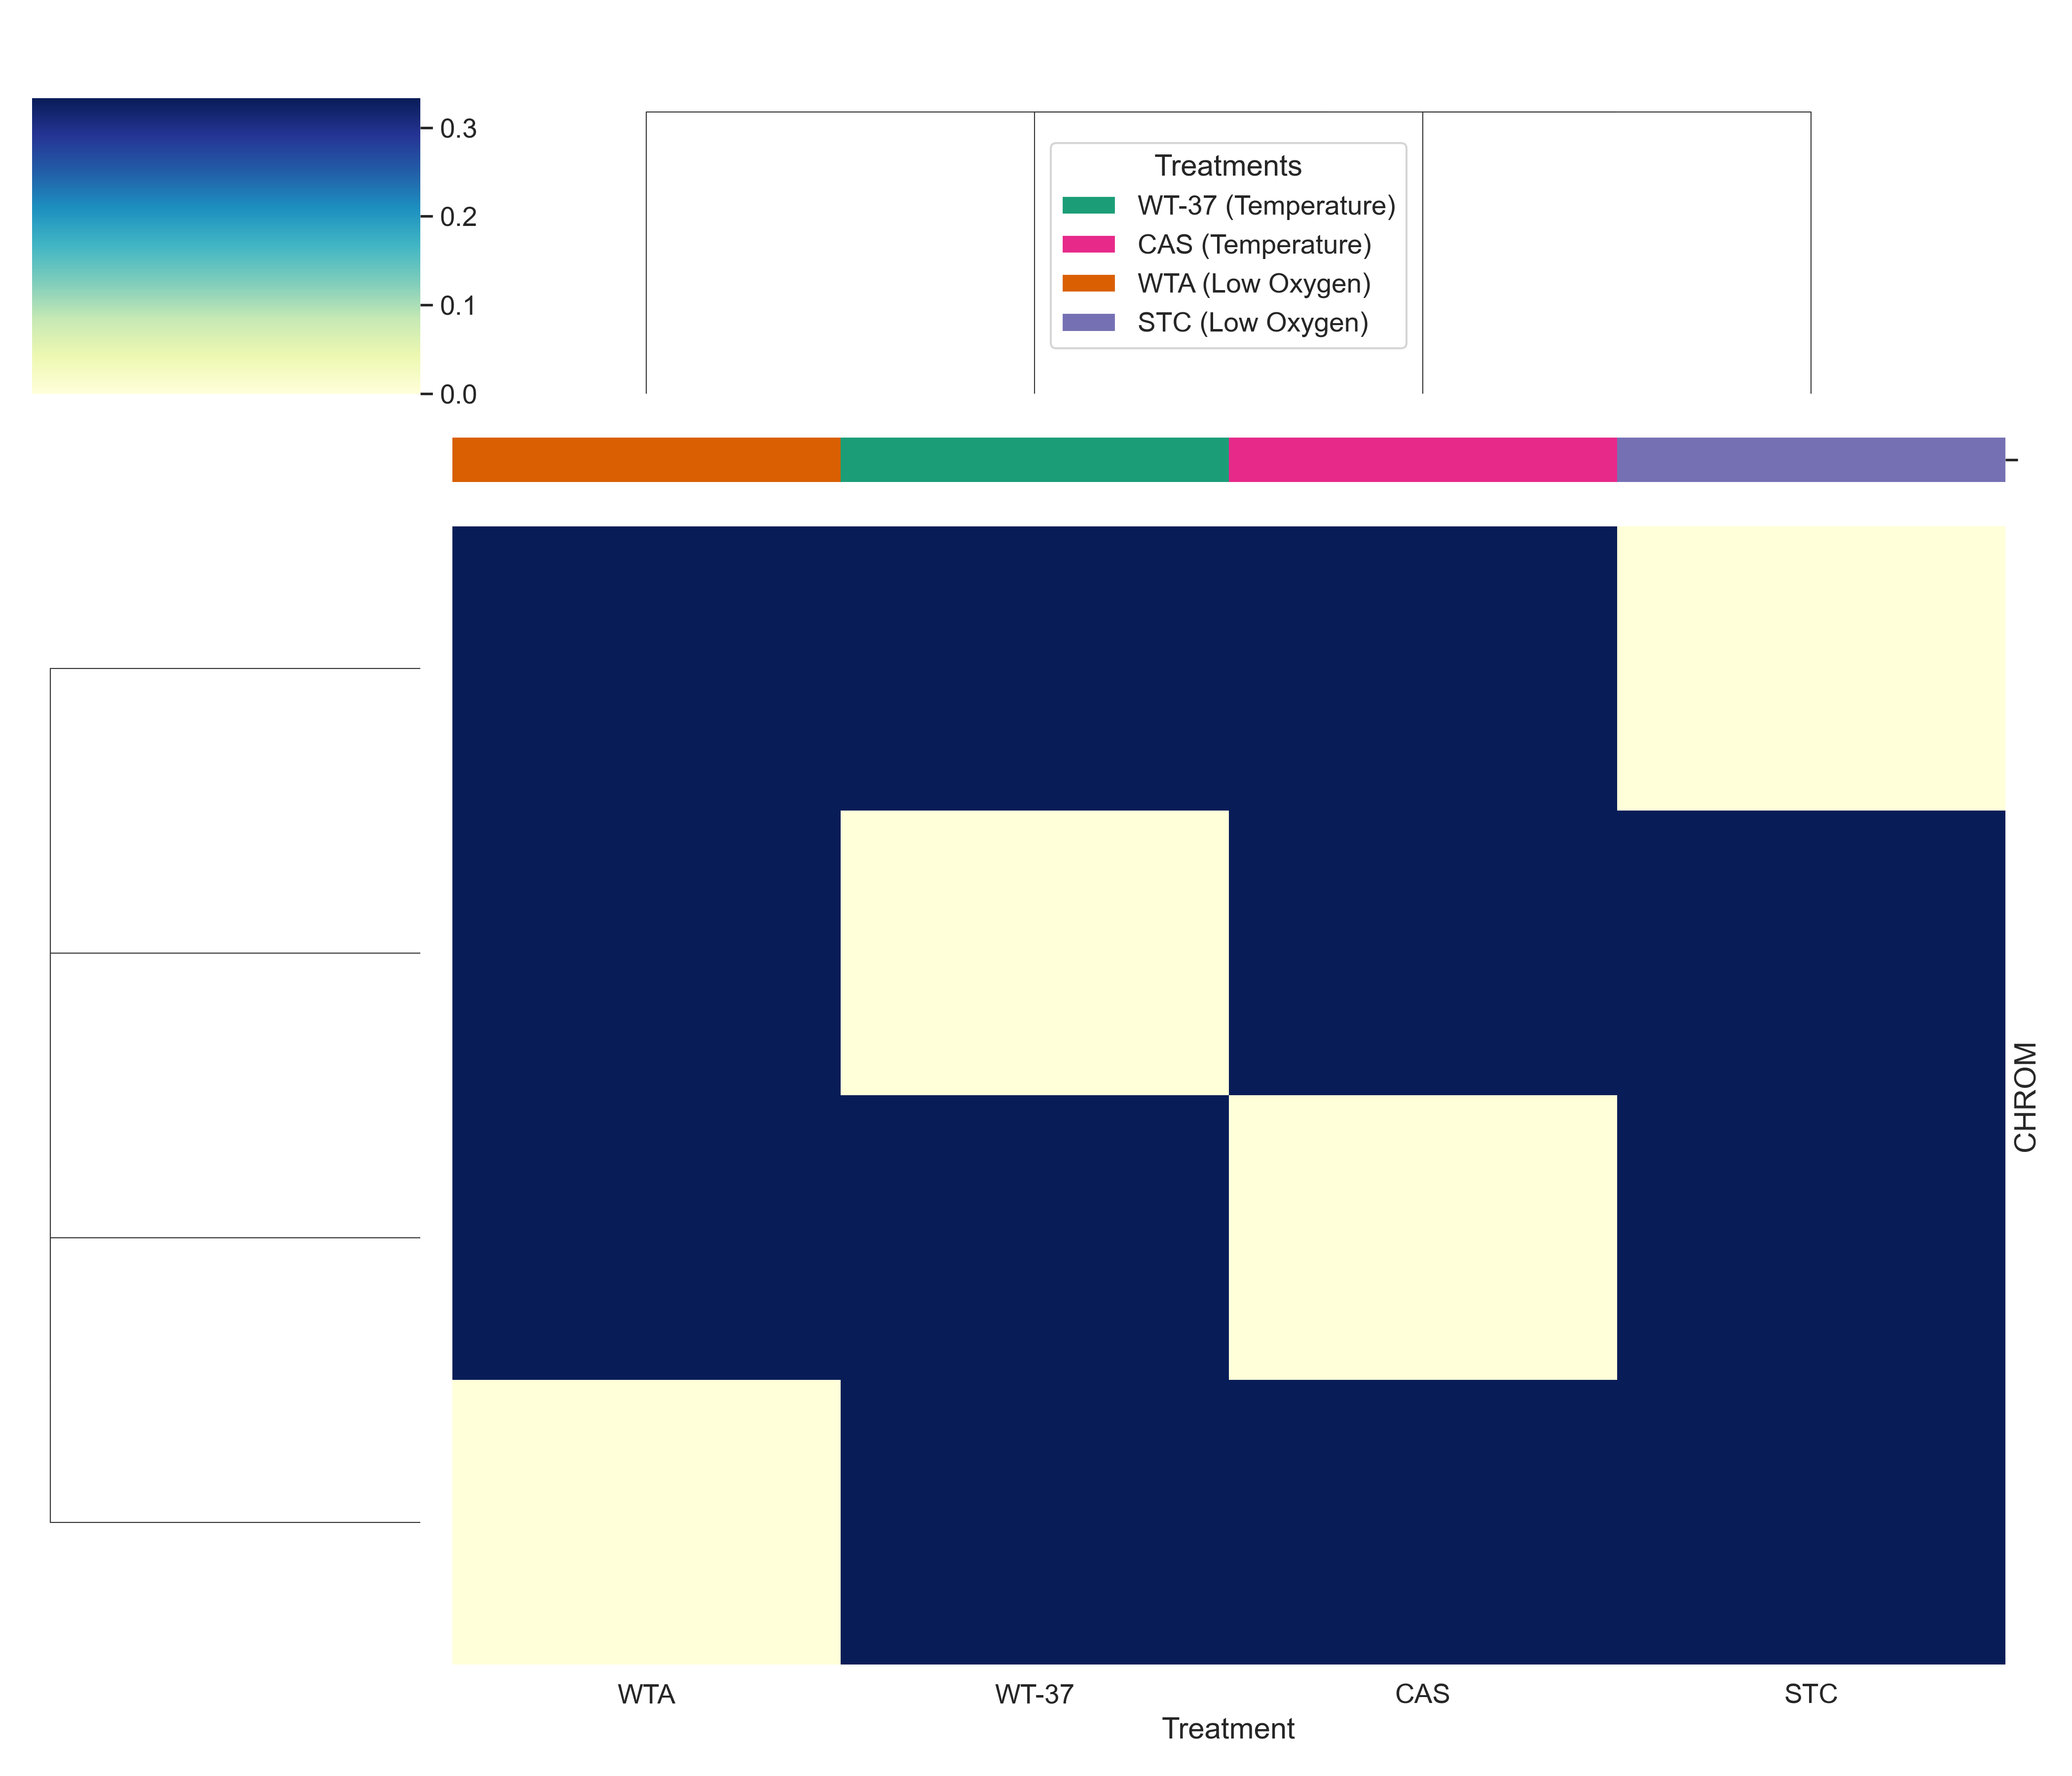 0.3
0.2
0.1
0.0
Treatments
WT-37 (Temperature)
CAS (Temperature)
WTA (Low Oxygen)
STC (Low Oxygen)
CHROM
WTA WT-37 CAS STC
Treatment